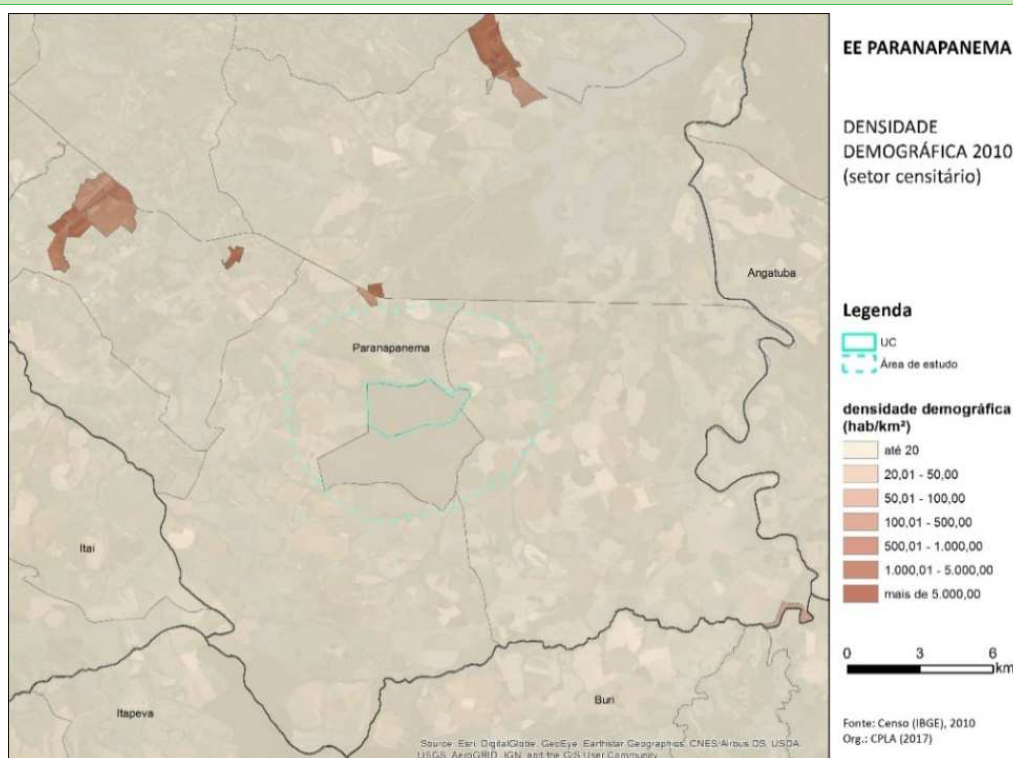 EE PARANAPANEMA
DENSIDADE
DEMOGRÁFICA 2010
(setor censitário)
Angatuba
Paranapanema
Itai
Itapeva
Buri
Source: Esri, DigitalGlobe, GeoEye, Earthstar Geographics, CNES/Airbus DS, USDA,
USGS, AeroGRID, IGN, and the GIS User Community
Legenda
UC
Área de estudo
densidade demográfica
(hab/km²)
até 20
20,01 - 50,00
50,01 - 100,00
100,01 - 500,00
500,01 - 1.000,00
1.000,01 - 5.000,00
mais de 5.000,00
0 3 6
km
Fonte: Censo (IBGE), 2010
Org.: CPLA (2017)